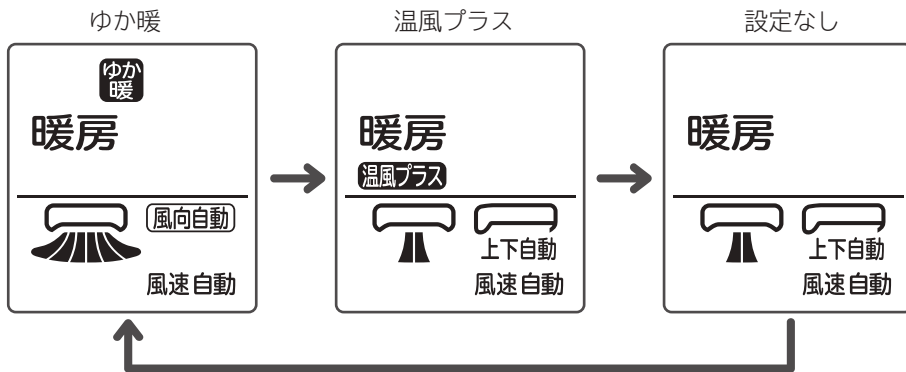 ゆか暖
温風プラス
設定なし
ゆか
暖
暖房
風向自動
風速自動
暖房
温風プラス
上下自動
風速自動
暖房
上下自動
風速自動